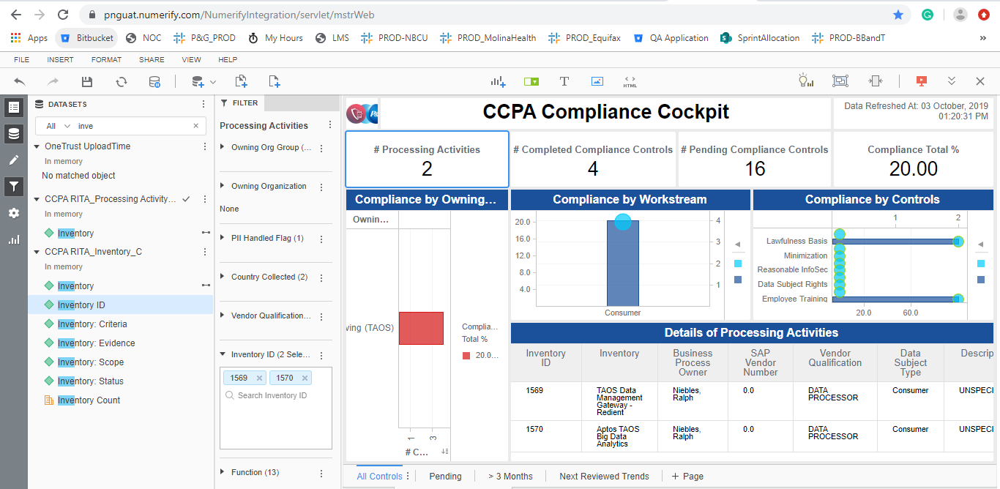 pnguat.numerify.com/NumerifyIntegration/servlet/mstrWeb
Apps Bitbucket NOC P&G_PROD My Hours LMS PROD-NBCU PROD_MolinaHealth PROD_Equifax QA Application SprintAllocation PROD-BBandT »
FILE INSERT FORMAT SHARE VIEW HELP
HTML
DATASETS
All inve
OneTrust UploadTime
In memory
No matched object
CCPA RITA_Processing Activity...
In memory
Inventory
CCPA RITA_Inventory_C
In memory
Inventory
Inventory ID
Inventory: Criteria
Inventory: Evidence
Inventory: Scope
Inventory: Status
Inventory Count
FILTER
Processing Activities
Owning Org Group (...
Owning Organization
None
PII Handled Flag (1)
Country Collected (2)
Vendor Qualification...
Inventory ID (2 Sele...
1569 1570
Search Inventory ID
Function (13)
CCPA Compliance Cockpit
Data Refreshed At: 03 October, 2019
01:20:31 PM
# Processing Activities
2
# Completed Compliance Controls
4
# Pending Compliance Controls
16
Compliance Total %
20.00
Compliance by Owning...
Ownin...
ving (TAOS)
Complia...
Total %
20.0...
1 3
# C...
Compliance by Workstream
20.0
16.0
12.0
8.0
4.0
4
3
2
1
Consumer
Compliance by Controls
1 2
Lawfulness Basis
Minimization
Reasonable InfoSec
Data Subject Rights
Employee Training
20.0 60.0
Details of Processing Activities
Inventory ID Inventory Business Process Owner SAP Vendor Number Vendor Qualification Data Subject Type Descrip
1569 TAOS Data Management Gateway - Redient Niebles, Ralph 0.0 DATA PROCESSOR Consumer UNSPECI
1570 Aptos TAOS Big Data Analytics Niebles, Ralph 0.0 DATA PROCESSOR Consumer UNSPECI
All Controls Pending > 3 Months Next Reviewed Trends + Page